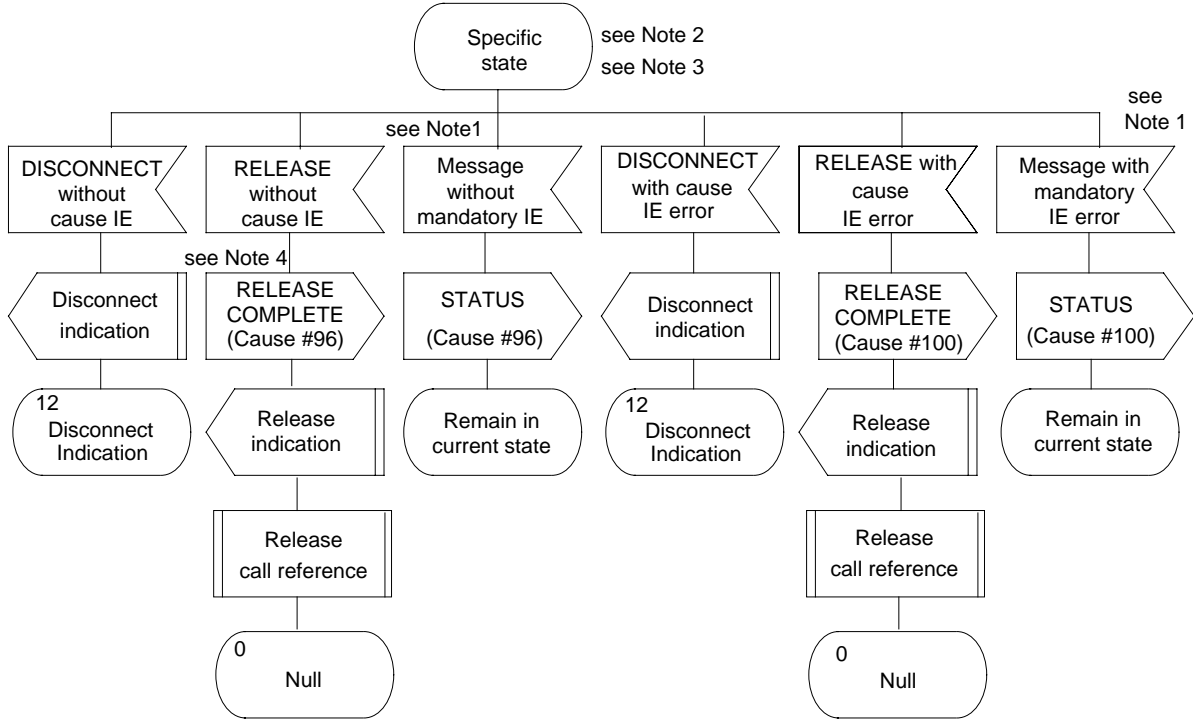 Specific
state
see Note 2
see Note 3
see
Note 1
see Note1
DISCONNECT
without
cause IE
RELEASE
without
cause IE
Message
without
mandatory IE
DISCONNECT
with cause
IE error
RELEASE with
cause
IE error
Message with
mandatory
IE error
see Note 4
Disconnect
indication
RELEASE
COMPLETE
(Cause #96)
STATUS
(Cause #96)
Disconnect
indication
RELEASE
COMPLETE
(Cause #100)
STATUS
(Cause #100)
12
Disconnect
Indication
Release
indication
Remain in
current state
12
Disconnect
Indication
Release
indication
Remain in
current state
Release
call reference
Release
call reference
0
Null
0
Null